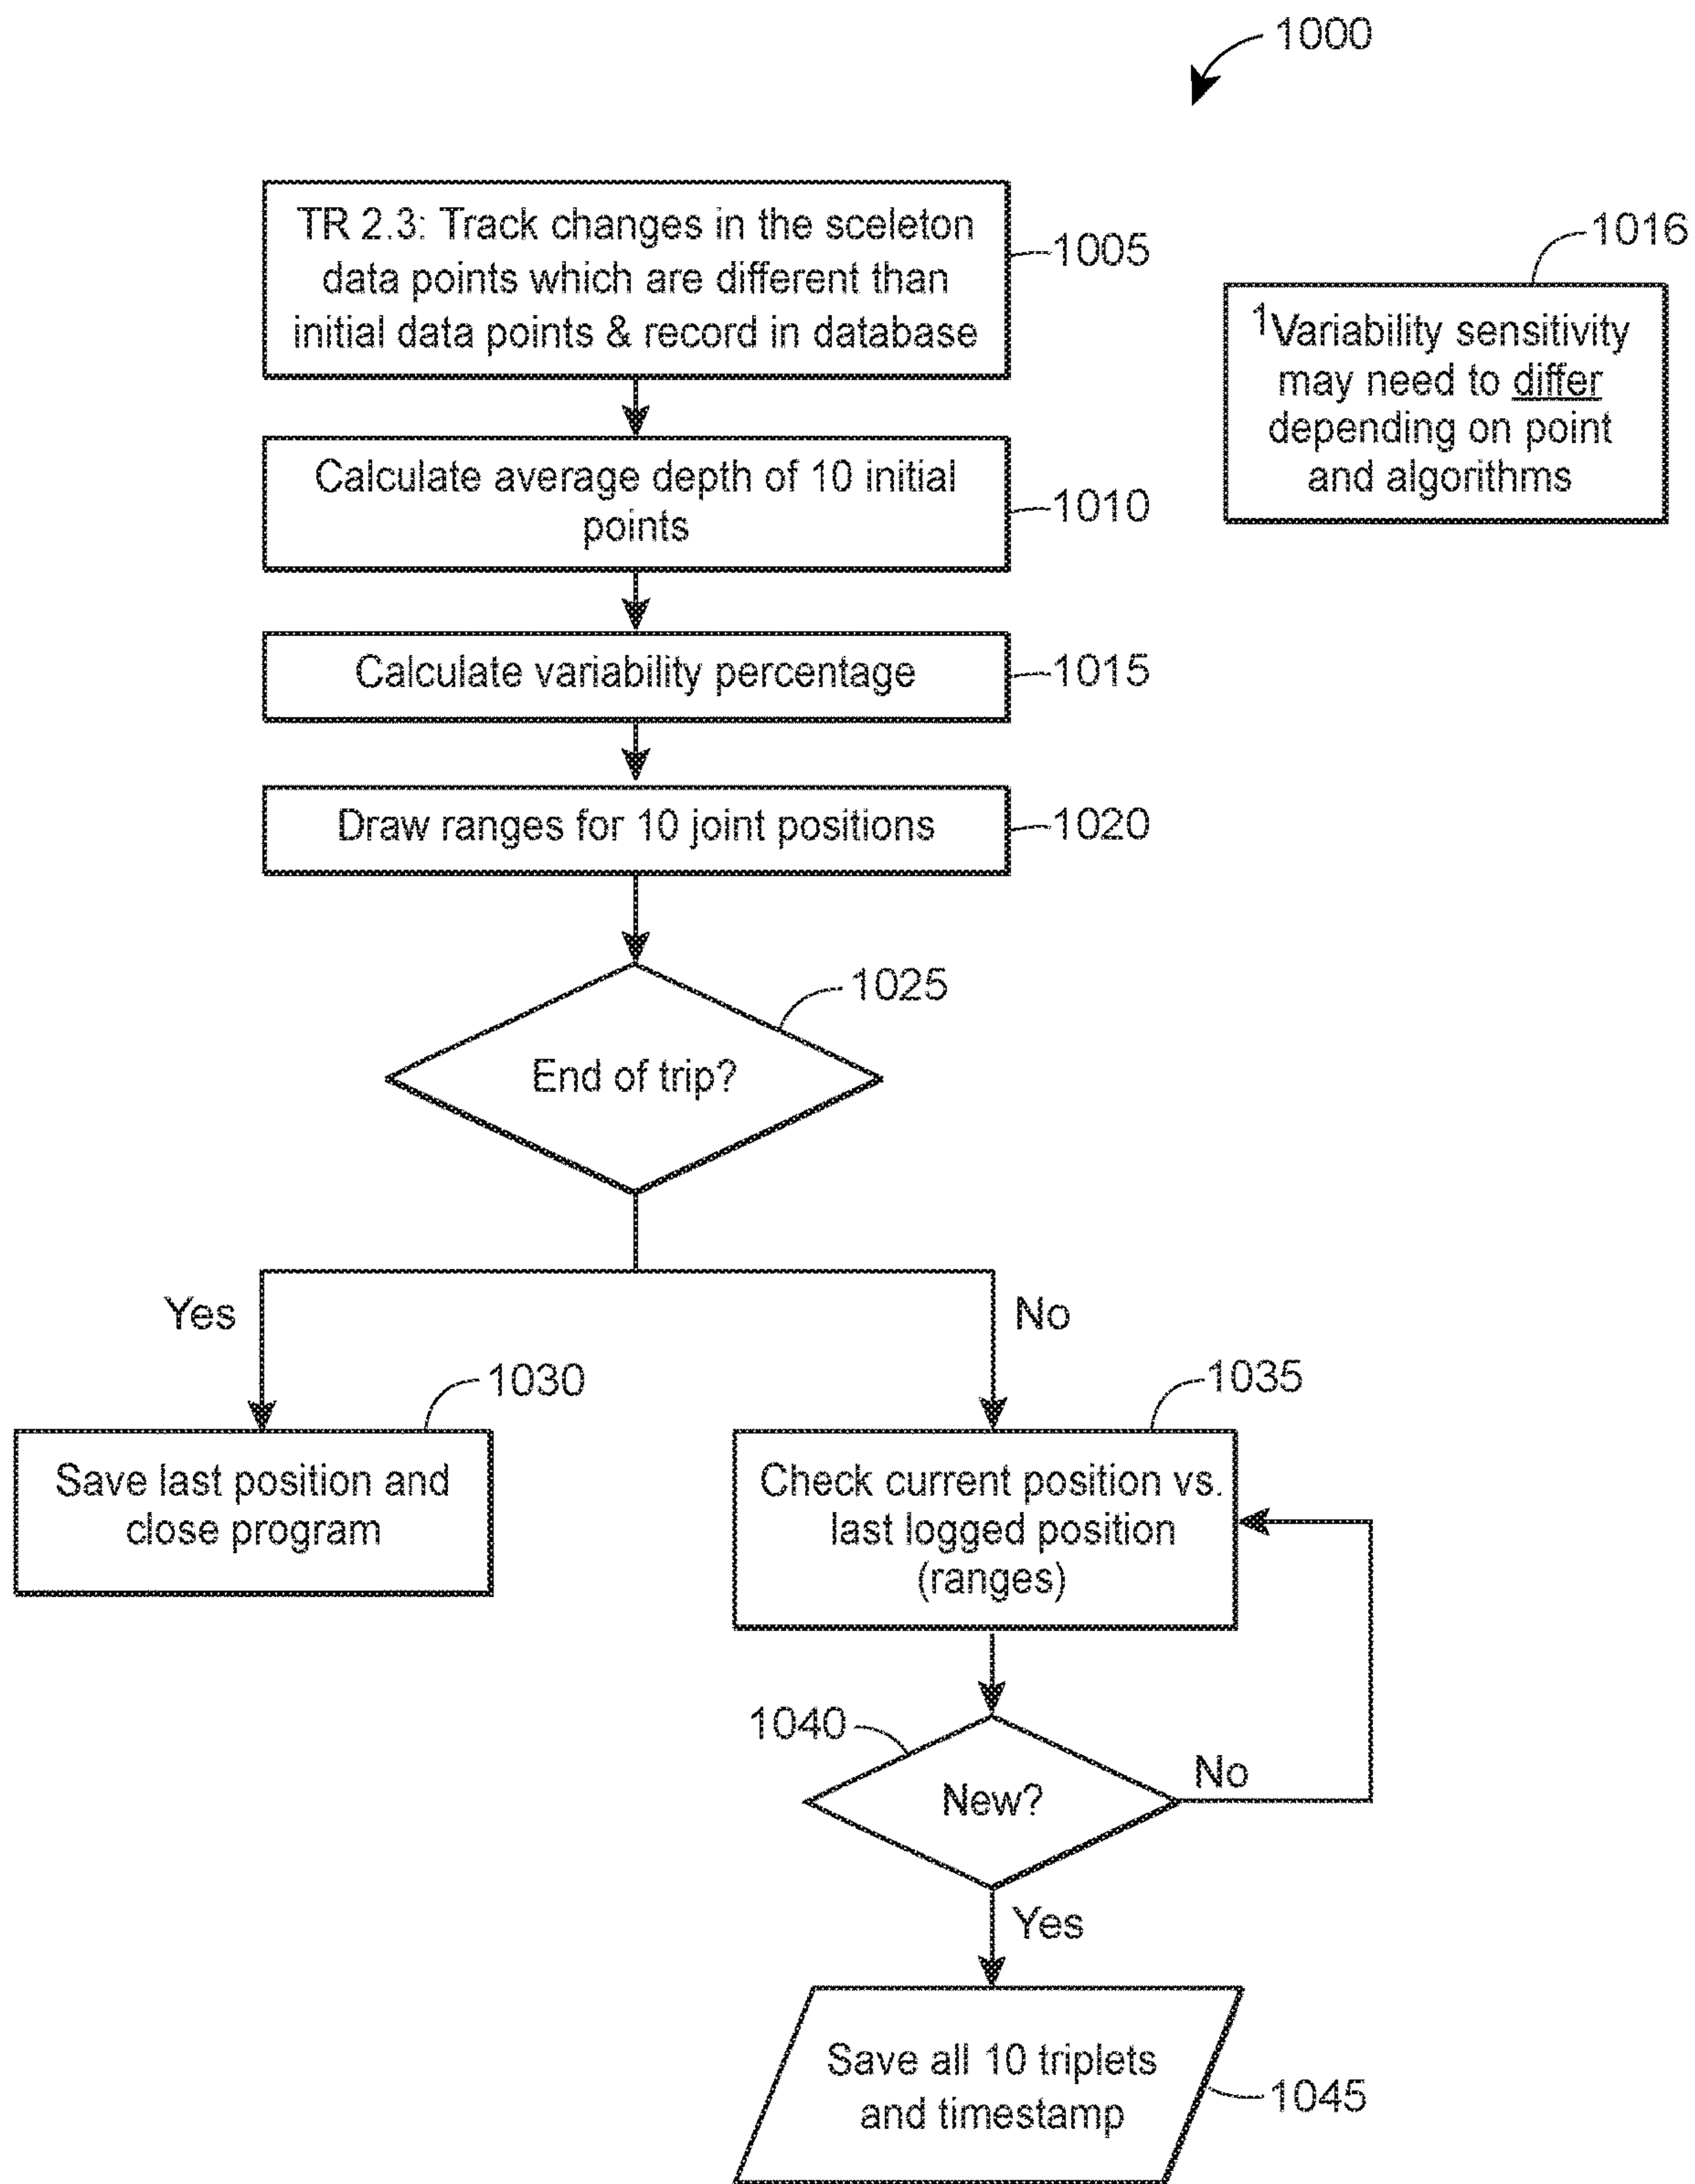 1000
TR 2.3: Track changes in the sceleton
data points which are different than
initial data points & record in database
1005
1016
1Variability sensitivity
may need to differ
depending on point
and algorithms
Calculate average depth of 10 initial
points
1010
Calculate variability percentage
1015
Draw ranges for 10 joint positions
1020
1025
End of trip?
Yes
No
1030
1035
Save last position and
close program
Check current position vs.
last logged position
(ranges)
1040
New?
No
Yes
Save all 10 triplets
and timestamp
1045